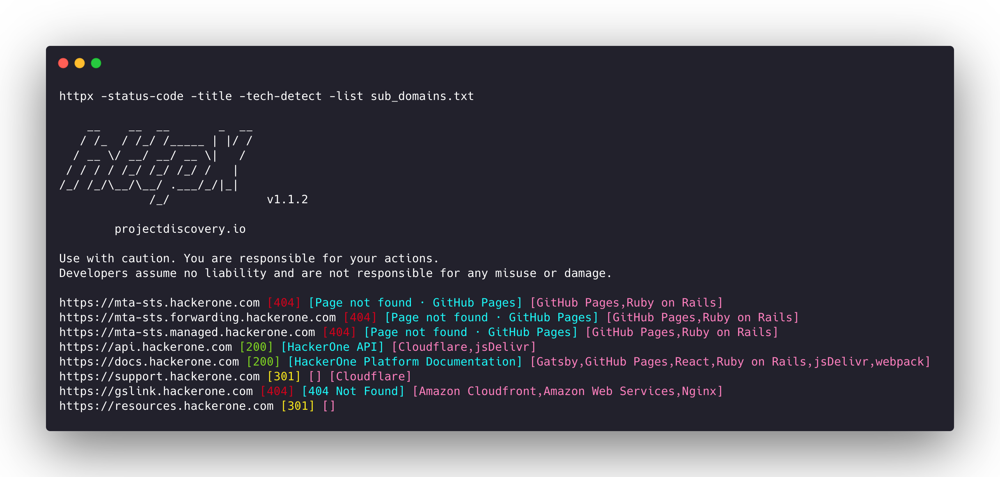 httpx -status-code -title -tech-detect -list sub_domains.txt
    __    __  __       _  __
   / /_  / /_/ /_____ | |/ /
  / __ \/ __/ __/ __ \|   /
 / / / / /_/ /_/ /_/ /   |
/_/ /_/\__/\__/ .___/_/|_|
             /_/              v1.1.2
        projectdiscovery.io
Use with caution. You are responsible for your actions.
Developers assume no liability and are not responsible for any misuse or damage.
https://mta-sts.hackerone.com [404] [Page not found · GitHub Pages] [GitHub Pages,Ruby on Rails]
https://mta-sts.forwarding.hackerone.com [404] [Page not found · GitHub Pages] [GitHub Pages,Ruby on Rails]
https://mta-sts.managed.hackerone.com [404] [Page not found · GitHub Pages] [GitHub Pages,Ruby on Rails]
https://api.hackerone.com [200] [HackerOne API] [Cloudflare,jsDelivr]
https://docs.hackerone.com [200] [HackerOne Platform Documentation] [Gatsby,GitHub Pages,React,Ruby on Rails,jsDelivr,webpack]
https://support.hackerone.com [301] [] [Cloudflare]
https://gslink.hackerone.com [404] [404 Not Found] [Amazon Cloudfront,Amazon Web Services,Nginx]
https://resources.hackerone.com [301] []